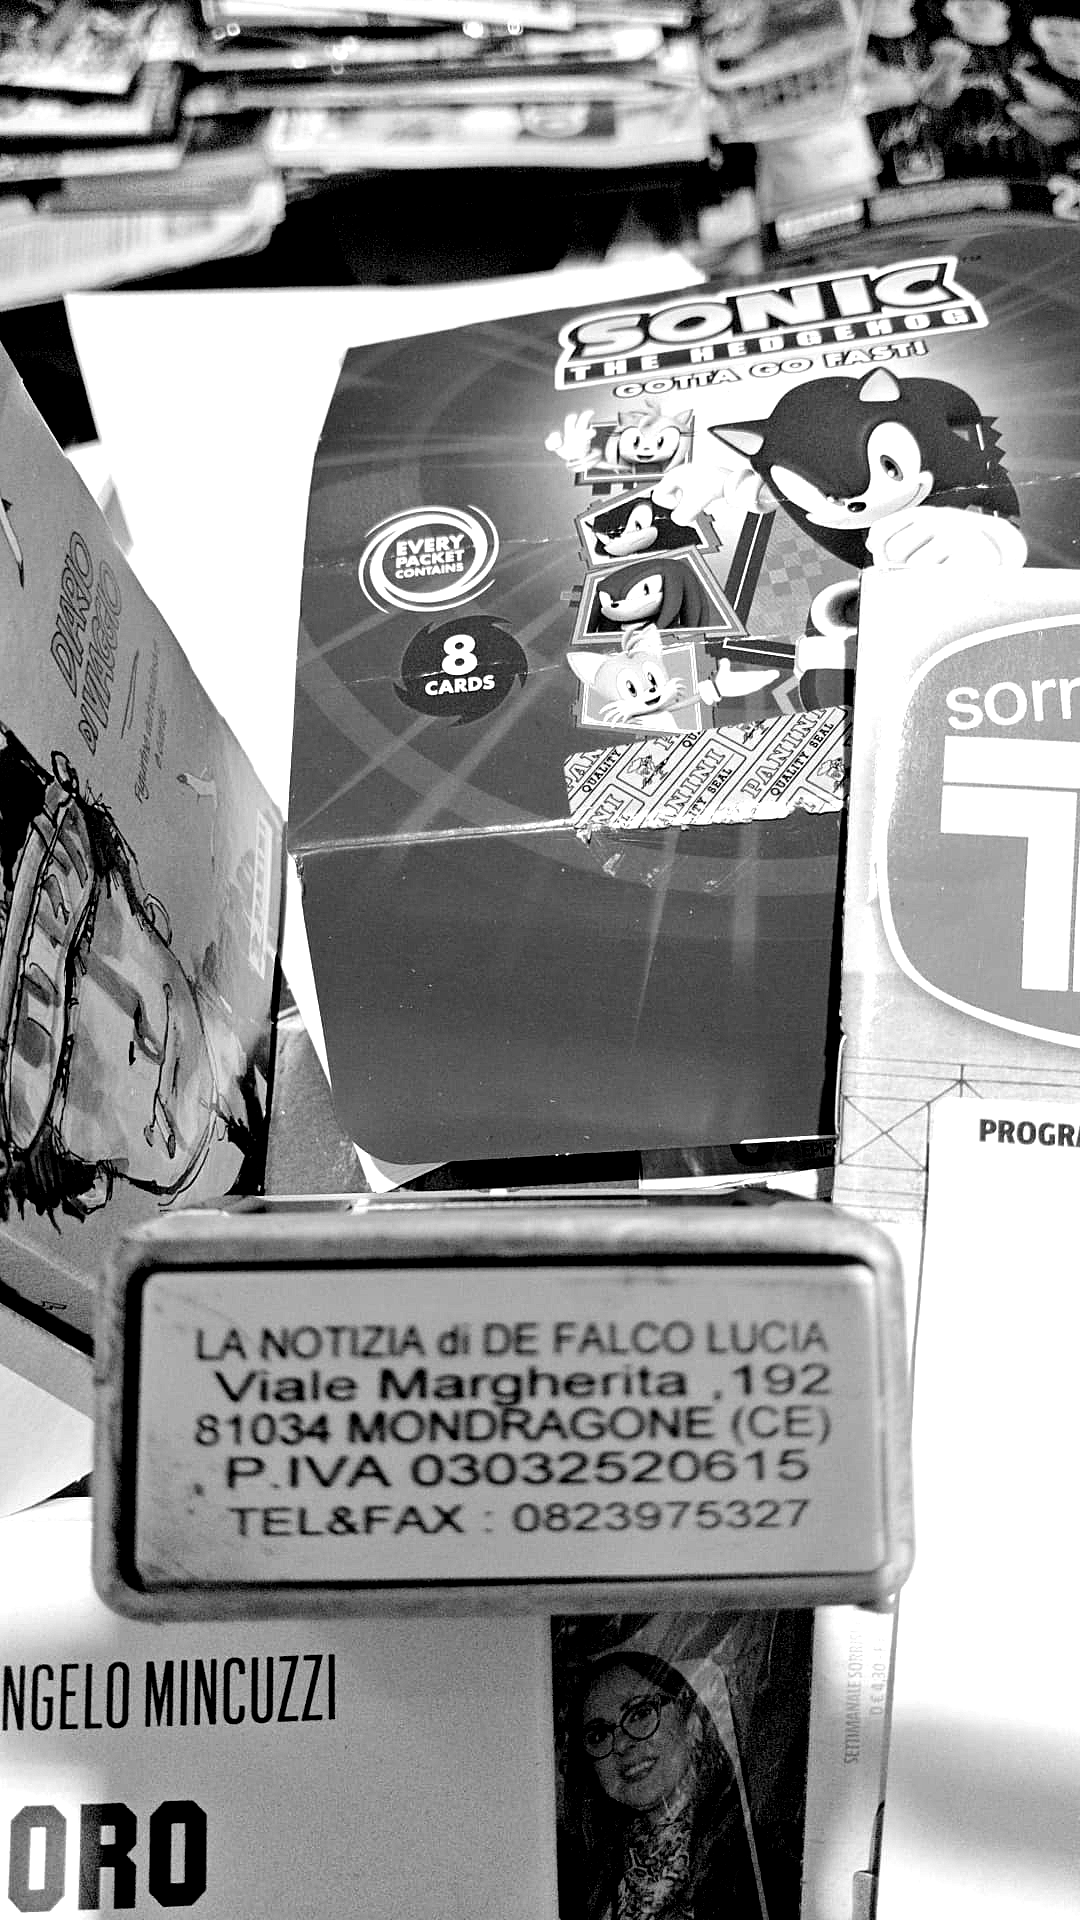 SONIC
THE HEDGEHOG
GOTTA GO FAST!
EVERY
PACKET
CONTAINS
8
CARDS
PANINI
QUALITY SEAL
DIARIO
DI VIAGGIO
sorr
PROGRA
LA NOTIZIA di DE FALCO LUCIA
Viale Margherita ,192
81034 MONDRAGONE (CE)
P.IVA 03032520615
TEL&FAX : 0823975327
NGELO MINCUZZI
ORO
SETTIMANALE